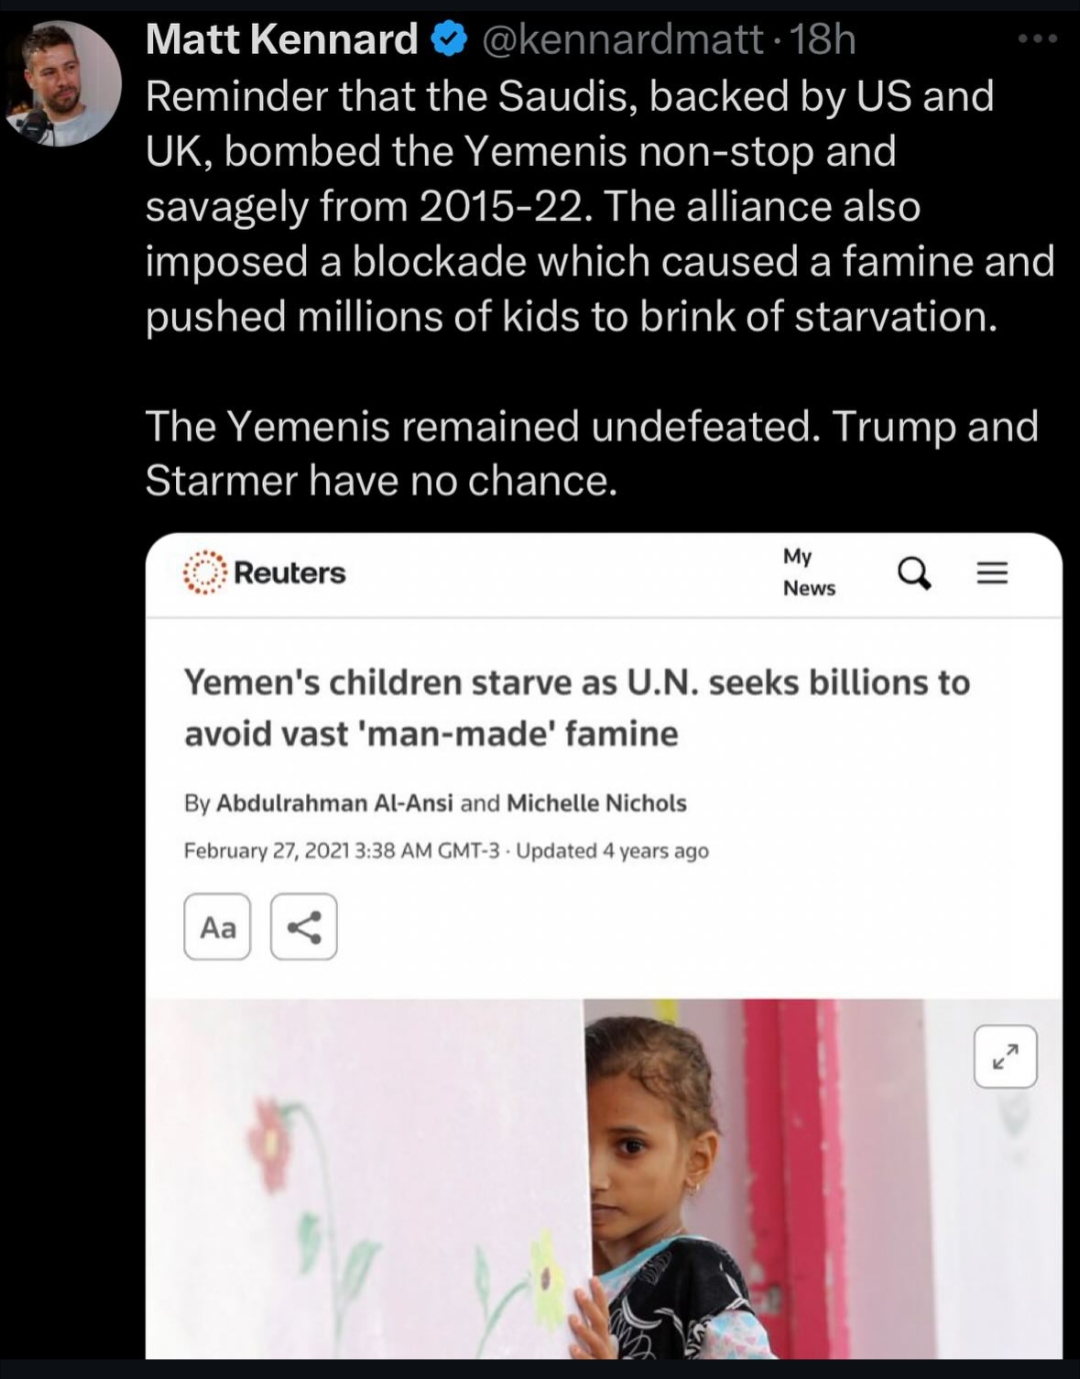 Matt Kennard @kennardmatt · 18h
Reminder that the Saudis, backed by US and
UK, bombed the Yemenis non-stop and
savagely from 2015-22. The alliance also
imposed a blockade which caused a famine and
pushed millions of kids to brink of starvation.
The Yemenis remained undefeated. Trump and
Starmer have no chance.
Reuters
My
News
Yemen's children starve as U.N. seeks billions to
avoid vast 'man-made' famine
By Abdulrahman Al-Ansi and Michelle Nichols
February 27, 2021 3:38 AM GMT-3 · Updated 4 years ago
Aa